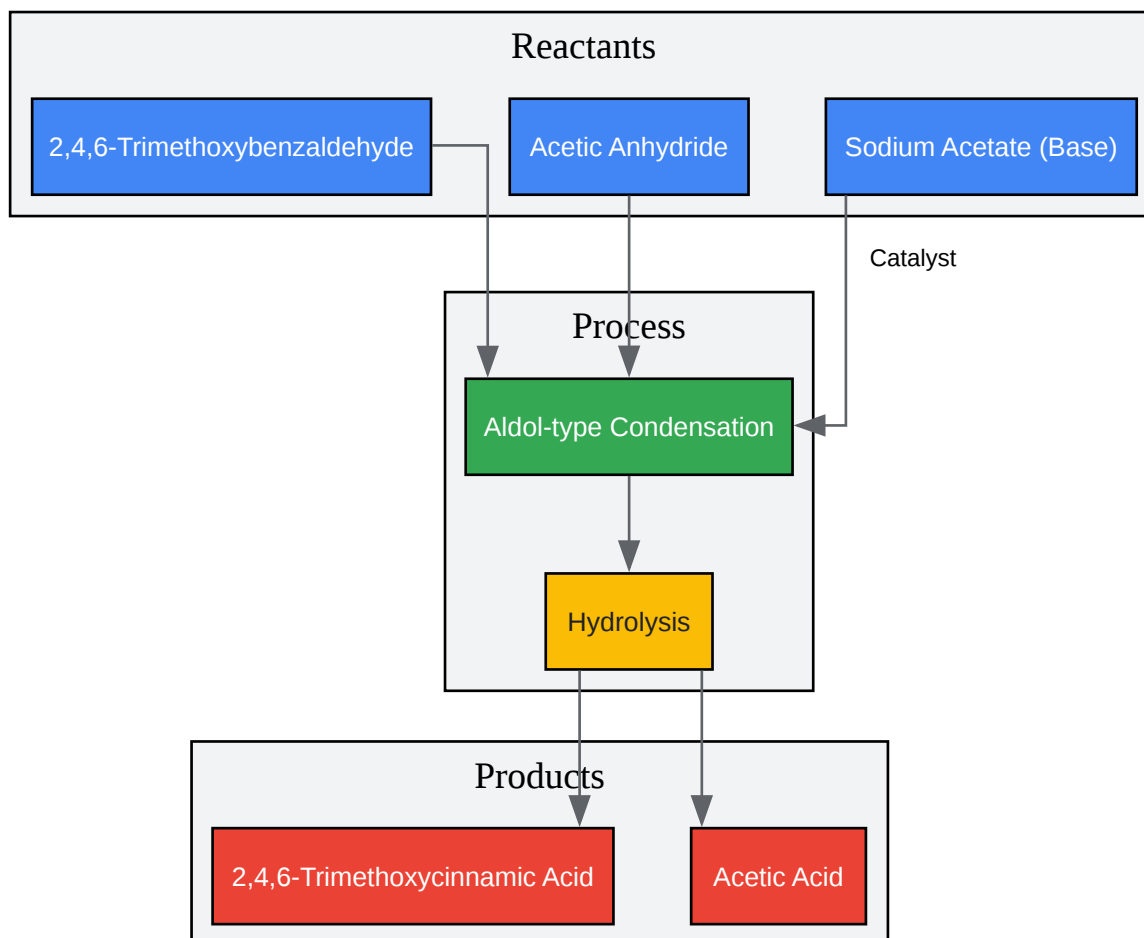 Reactants
2,4,6-Trimethoxybenzaldehyde
Acetic Anhydride
Sodium Acetate (Base)
Catalyst
Process
Aldol-type Condensation
Hydrolysis
Products
2,4,6-Trimethoxycinnamic Acid
Acetic Acid